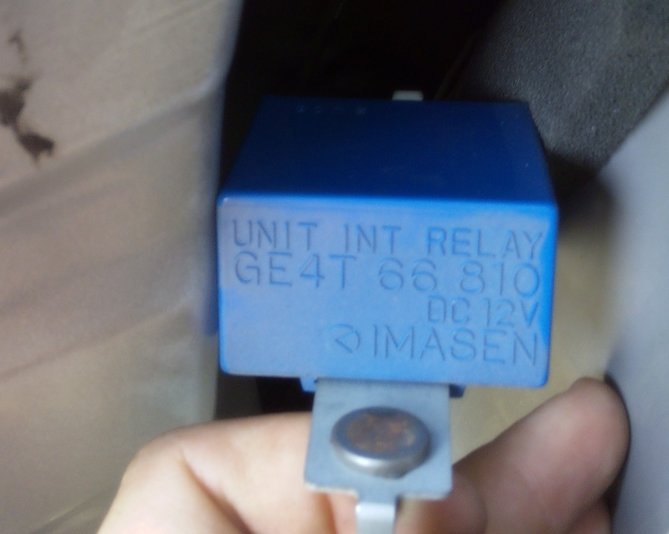 UNIT INT RELAY
GE4T 66 810
DC 12V
IMASEN